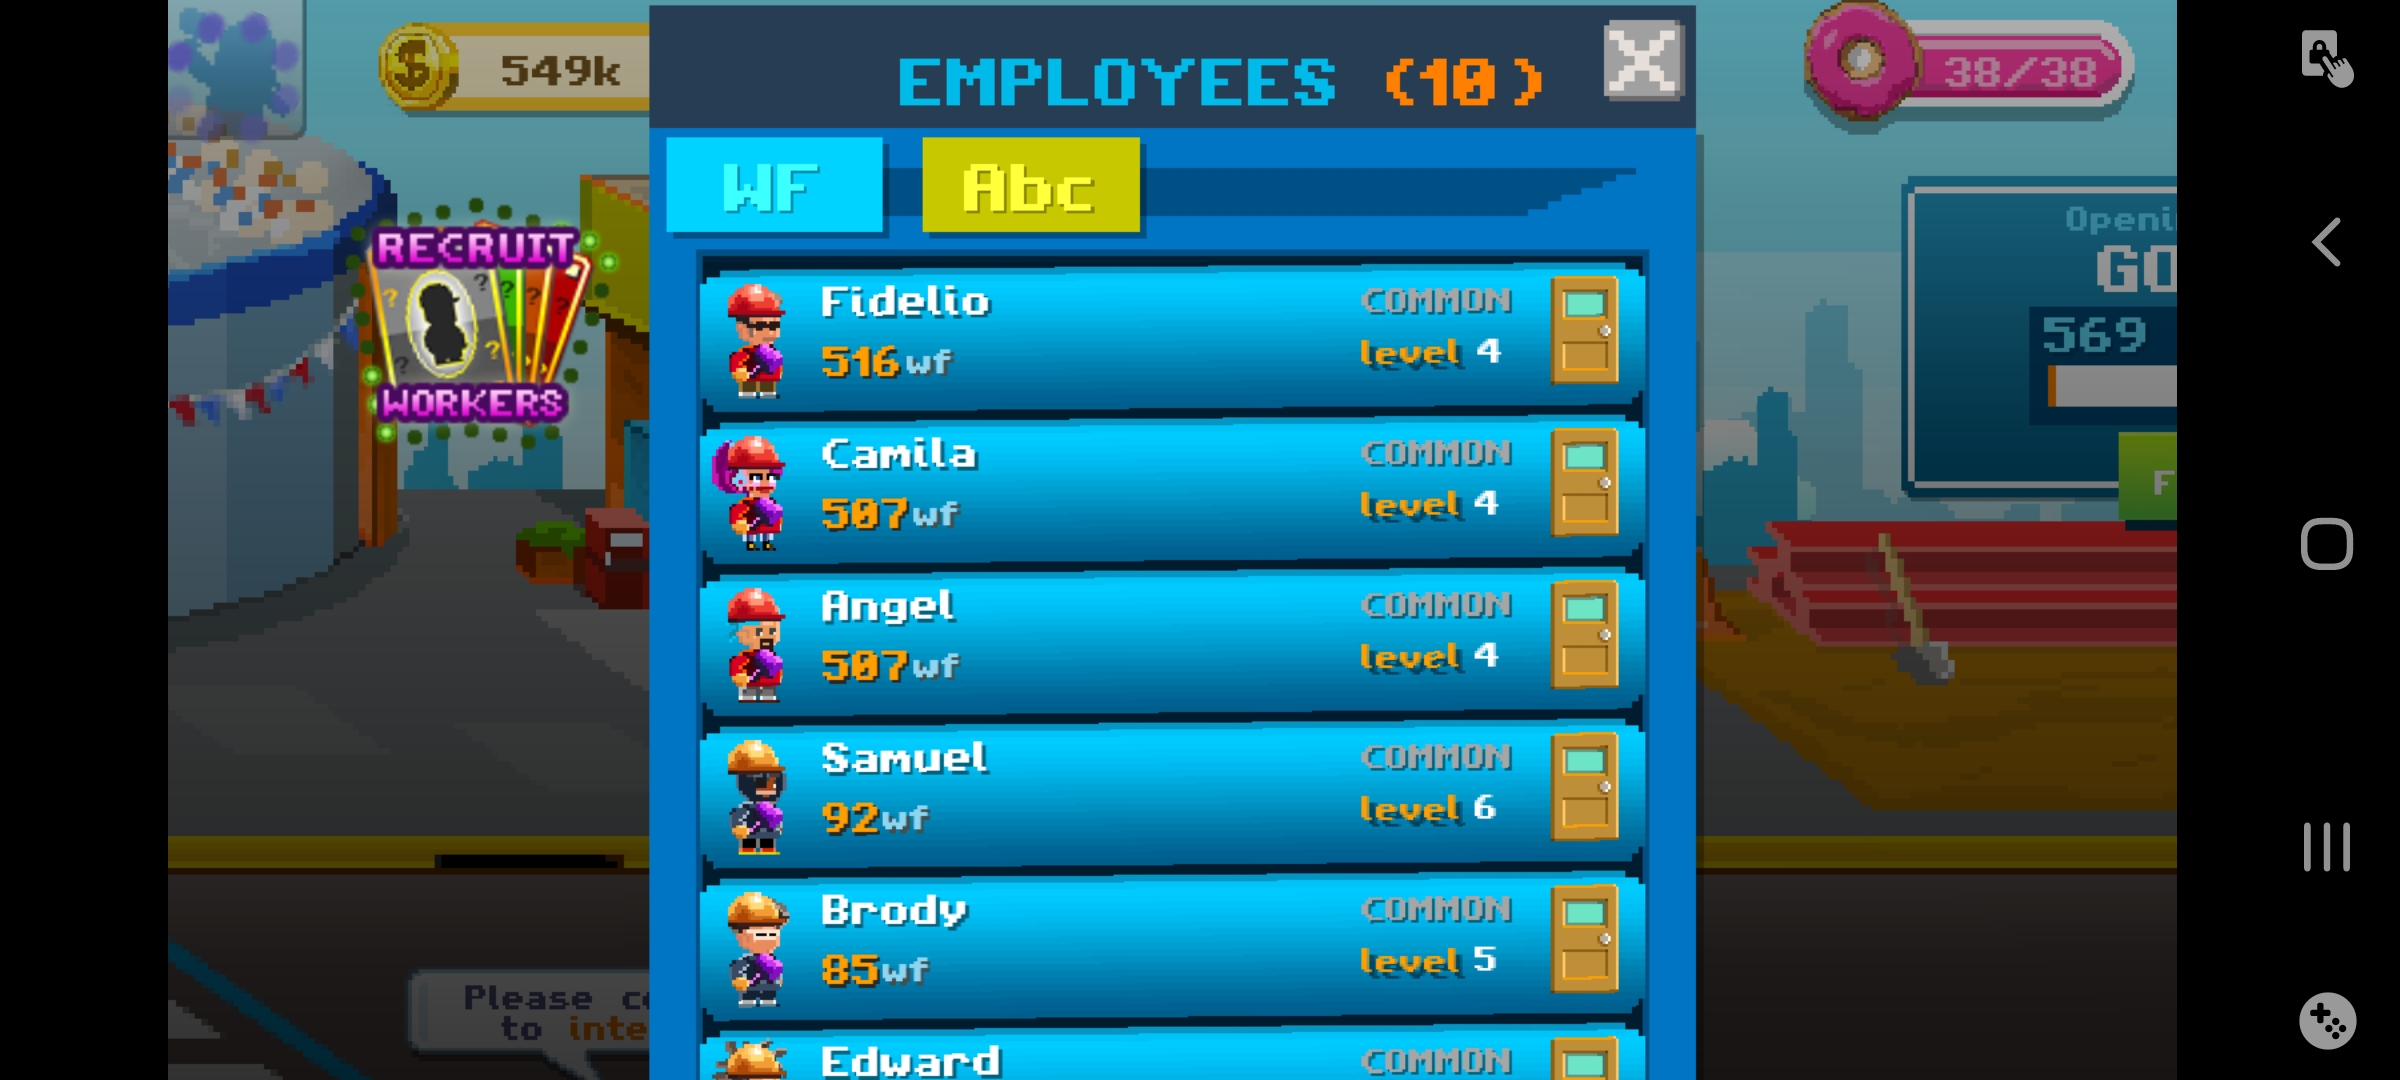 549k
EMPLOYEES (10)
38/38
WF Abc
RECRUIT
WORKERS
Fidelio COMMON
516wf level 4
Camila COMMON
507wf level 4
Angel COMMON
507wf level 4
Samuel COMMON
92wf level 6
Brody COMMON
85wf level 5
Edward COMMON
Openi
GO
569
F
Please c
to inte